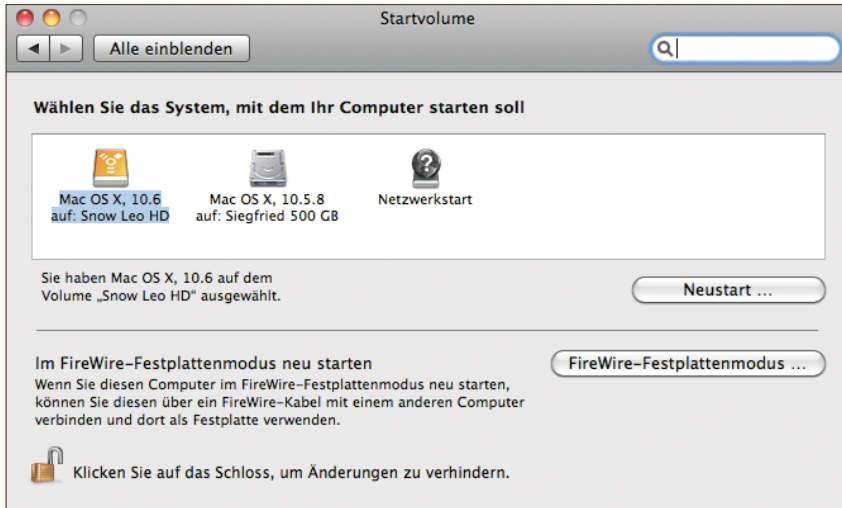 Startvolume
Alle einblenden
Wählen Sie das System, mit dem Ihr Computer starten soll
Mac OS X, 10.6
auf: Snow Leo HD
Mac OS X, 10.5.8
auf: Siegfried 500 GB
Netzwerkstart
Sie haben Mac OS X, 10.6 auf dem
Volume „Snow Leo HD“ ausgewählt.
Neustart ...
Im FireWire-Festplattenmodus neu starten
FireWire-Festplattenmodus ...
Wenn Sie diesen Computer im FireWire-Festplattenmodus neu starten,
können Sie diesen über ein FireWire-Kabel mit einem anderen Computer
verbinden und dort als Festplatte verwenden.
Klicken Sie auf das Schloss, um Änderungen zu verhindern.